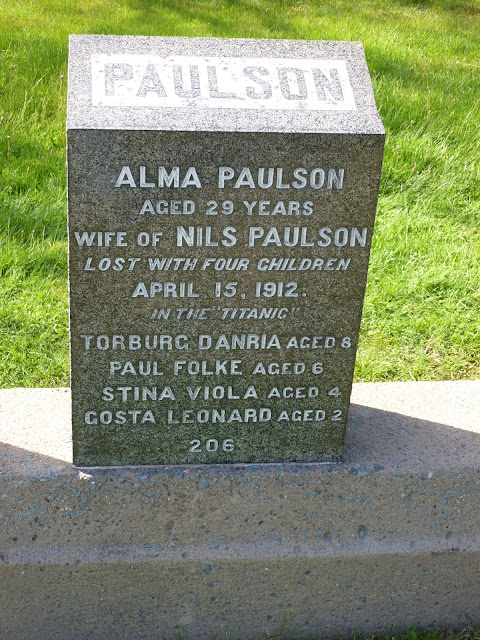 PAULSON
ALMA PAULSON
AGED 29 YEARS
WIFE OF NILS PAULSON
LOST WITH FOUR CHILDREN
APRIL 15, 1912.
IN THE "TITANIC"
TORBURG DANRIA AGED 8
PAUL FOLKE AGED 6
STINA VIOLA AGED 4
GOSTA LEONARD AGED 2
206